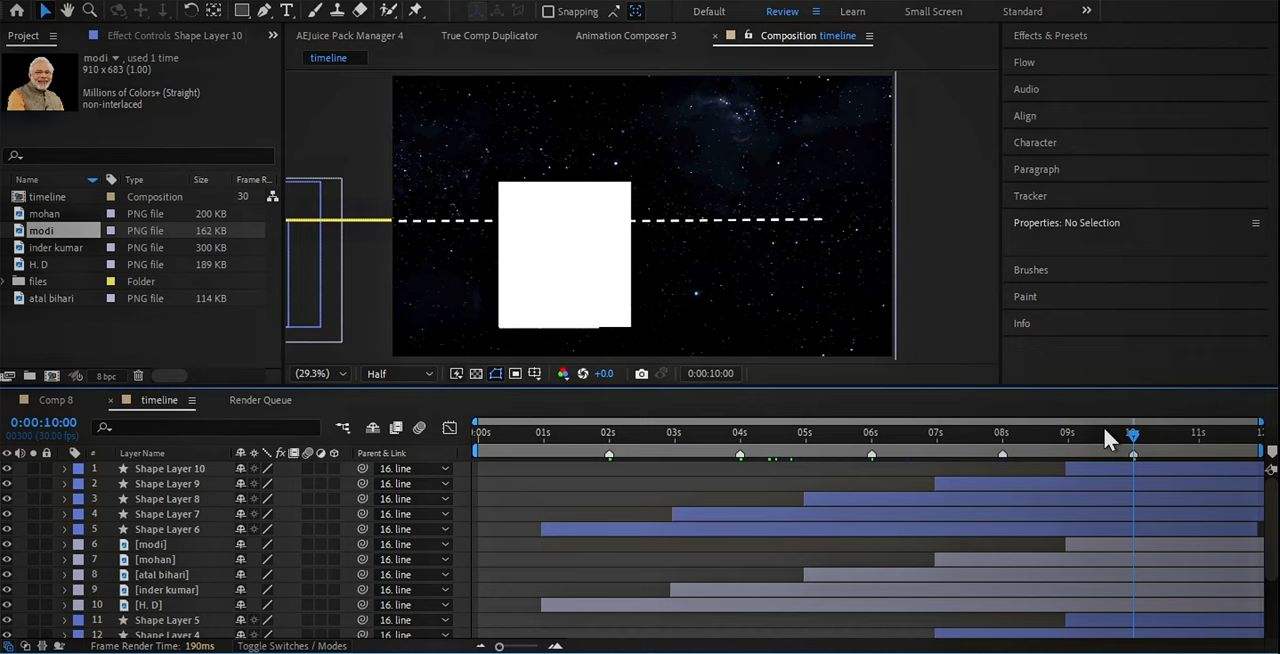 Snapping
Default
Review
Learn
Small Screen
Standard
Project
Effect Controls Shape Layer 10
AEJuice Pack Manager 4
True Comp Duplicator
Animation Composer 3
Composition timeline
timeline
modi , used 1 time
910 x 683 (1.00)
Millions of Colors+ (Straight)
non-interlaced
Name Type Size Frame R...
timeline Composition 30
mohan PNG file 200 KB
modi PNG file 162 KB
inder kumar PNG file 300 KB
H. D PNG file 189 KB
files Folder
atal bihari PNG file 114 KB
8 bpc
(29.3%) Half +0.0 0:00:10:00
Effects & Presets
Flow
Audio
Align
Character
Paragraph
Tracker
Properties: No Selection
Brushes
Paint
Info
Comp 8
timeline
Render Queue
0:00:10:00
00300 (30.00 fps)
:00s 01s 02s 03s 04s 05s 06s 07s 08s 09s 11s
# Layer Name Parent & Link
1 Shape Layer 10 16. line
2 Shape Layer 9 16. line
3 Shape Layer 8 16. line
4 Shape Layer 7 16. line
5 Shape Layer 6 16. line
6 [modi] 16. line
7 [mohan] 16. line
8 [atal bihari] 16. line
9 [inder kumar] 16. line
10 [H. D] 16. line
11 Shape Layer 5 16. line
12 Shape Layer 4 16. line
Frame Render Time: 190ms Toggle Switches / Modes